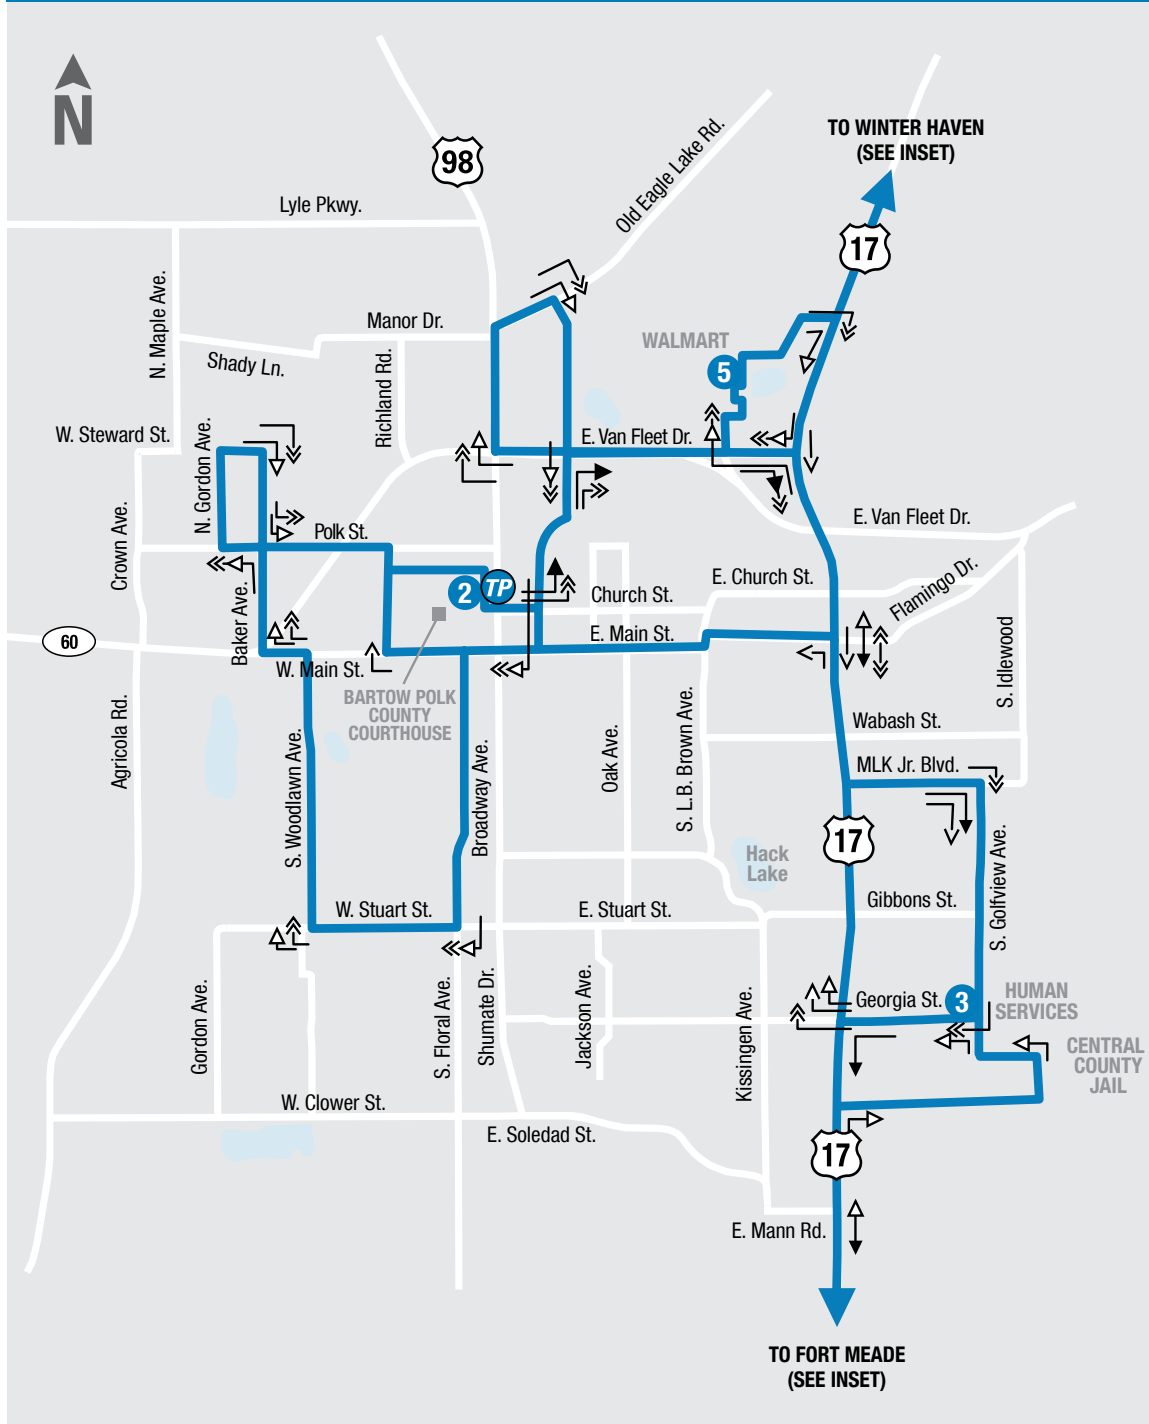 N
TO WINTER HAVEN
(SEE INSET)
98
Old Eagle Lake Rd.
Lyle Pkwy.
17
N. Maple Ave.
Manor Dr.
WALMART
Shady Ln.
Richland Rd.
5
W. Steward St.
N. Gordon Ave.
E. Van Fleet Dr.
Crown Ave.
Polk St.
E. Van Fleet Dr.
Baker Ave.
2
TP
Church St.
E. Church St.
Flamingo Dr.
60
E. Main St.
W. Main St.
BARTOW POLK
COUNTY
COURTHOUSE
S. Idlewood
Agricola Rd.
S. Woodlawn Ave.
Broadway Ave.
Oak Ave.
S. L.B. Brown Ave.
Wabash St.
MLK Jr. Blvd.
17
Hack
Lake
S. Golfview Ave.
Gibbons St.
W. Stuart St.
E. Stuart St.
Gordon Ave.
S. Floral Ave.
Shumate Dr.
Jackson Ave.
Kissingen Ave.
Georgia St.
3
HUMAN
SERVICES
CENTRAL
COUNTY
JAIL
W. Clower St.
E. Soledad St.
17
E. Mann Rd.
TO FORT MEADE
(SEE INSET)